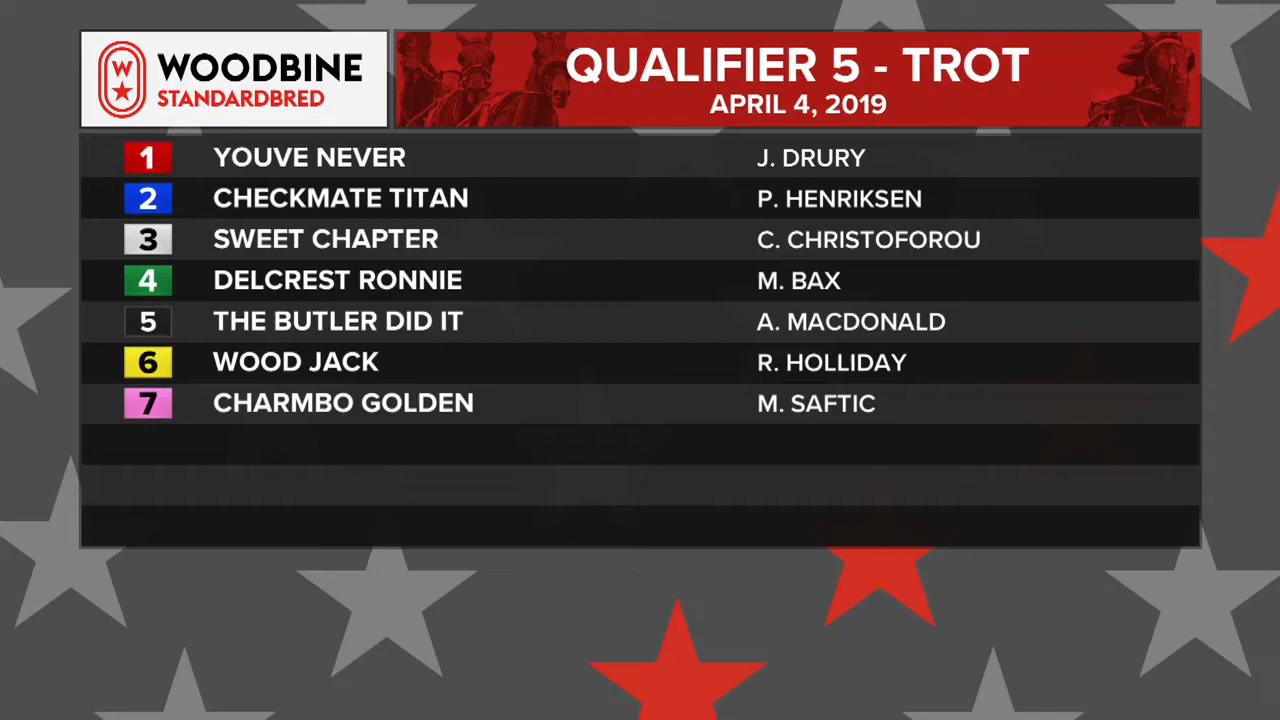 W
WOODBINE
STANDARDBRED
QUALIFIER 5 - TROT
APRIL 4, 2019
1 YOUVE NEVER J. DRURY
2 CHECKMATE TITAN P. HENRIKSEN
3 SWEET CHAPTER C. CHRISTOFOROU
4 DELCREST RONNIE M. BAX
5 THE BUTLER DID IT A. MACDONALD
6 WOOD JACK R. HOLLIDAY
7 CHARMBO GOLDEN M. SAFTIC